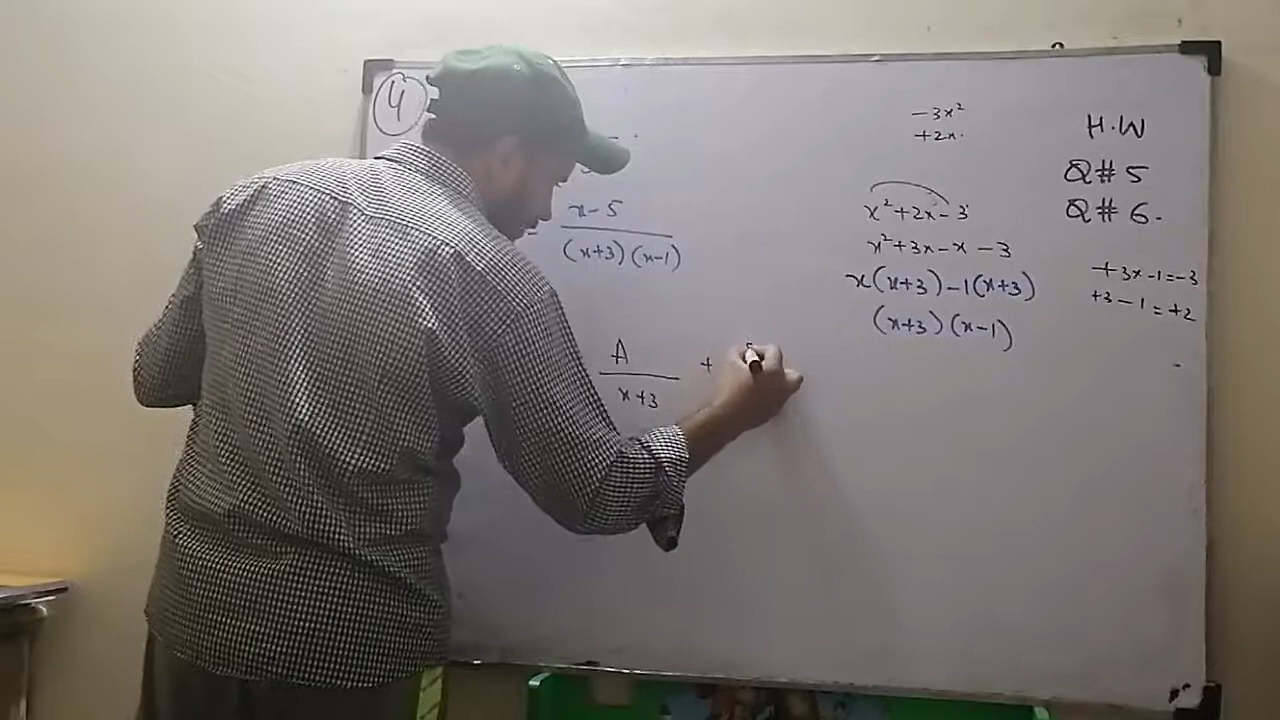 4
x-5
(x+3)(x-1)
A
+
x+3
-3x²
+2x.
x²+2x-3
x²+3x-x-3
x(x+3)-1(x+3)
(x+3)(x-1)
H.W
Q#5
Q#6.
+3x-1=-3
+3-1=+2